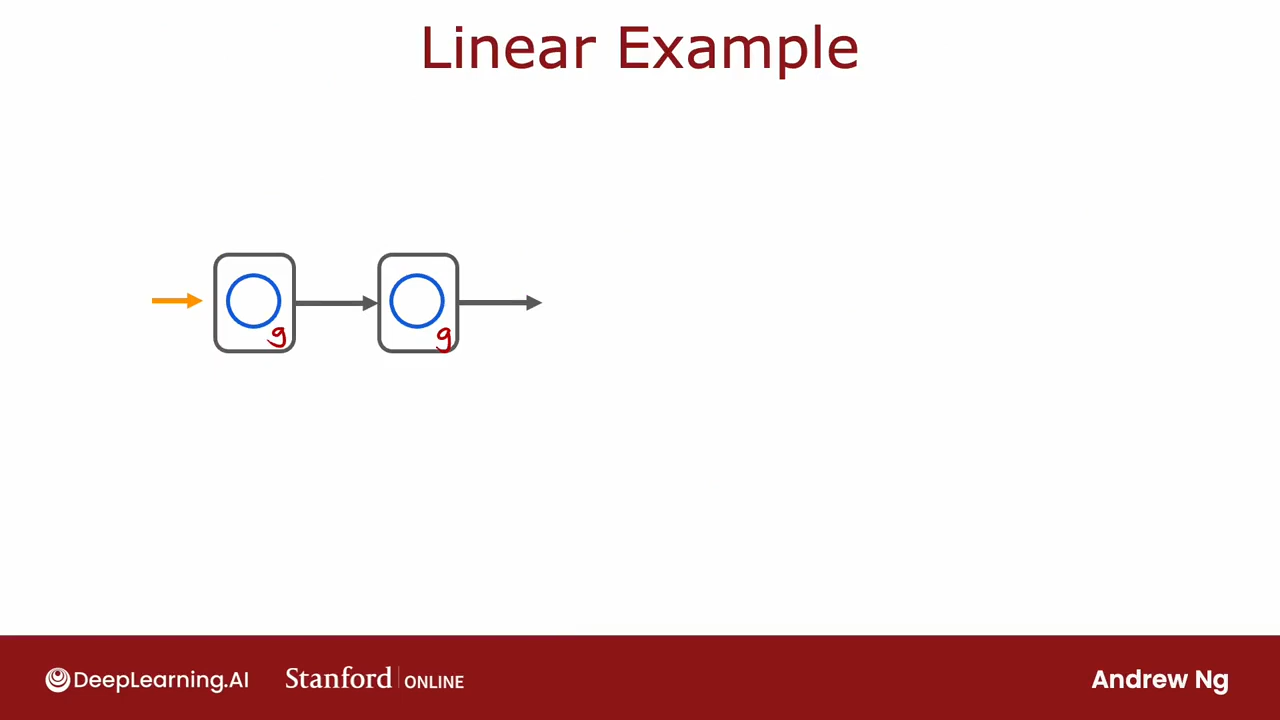 Linear Example
g
g
DeepLearning.AI
Stanford ONLINE
Andrew Ng